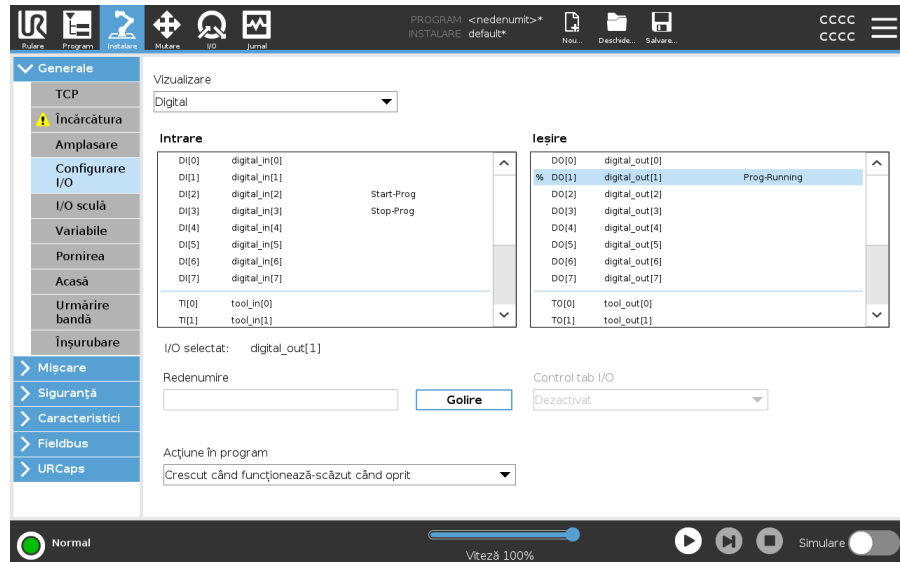 PROGRAM <nedenumit>*
INSTALARE default*
CCCC
CCCC
Rulare Program Instalare Mutare I/O Jurnal Nou... Deschide... Salvare...
Generale
TCP
Încărcătura
Amplasare
Configurare
I/O
I/O sculă
Variabile
Pornirea
Acasă
Urmărire
bandă
Înșurubare
Mișcare
Siguranță
Caracteristici
Fieldbus
URCaps
Vizualizare
Digital
Intrare
DI[0] digital_in[0]
DI[1] digital_in[1]
DI[2] digital_in[2] Start-Prog
DI[3] digital_in[3] Stop-Prog
DI[4] digital_in[4]
DI[5] digital_in[5]
DI[6] digital_in[6]
DI[7] digital_in[7]
TI[0] tool_in[0]
TI[1] tool_in[1]
Ieșire
DO[0] digital_out[0]
% DO[1] digital_out[1] Prog-Running
DO[2] digital_out[2]
DO[3] digital_out[3]
DO[4] digital_out[4]
DO[5] digital_out[5]
DO[6] digital_out[6]
DO[7] digital_out[7]
TO[0] tool_out[0]
TO[1] tool_out[1]
I/O selectat: digital_out[1]
Redenumire
Golire
Control tab I/O
Dezactivat
Acțiune în program
Crescut când funcționează-scăzut când oprit
Normal
Viteză 100%
Simulare